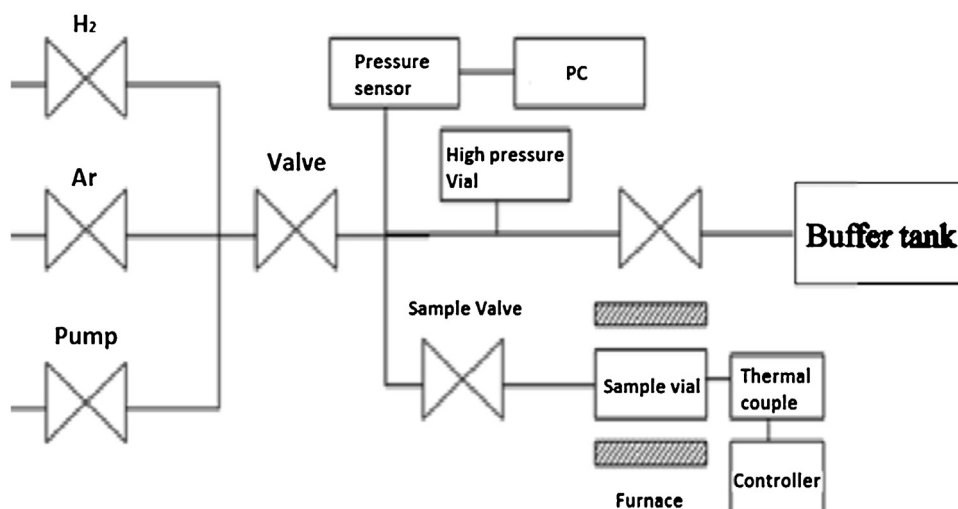 H₂
Pressure
sensor
PC
High pressure
Vial
Ar
Valve
Buffer tank
Sample Valve
Pump
Sample vial
Thermal
couple
Controller
Furnace